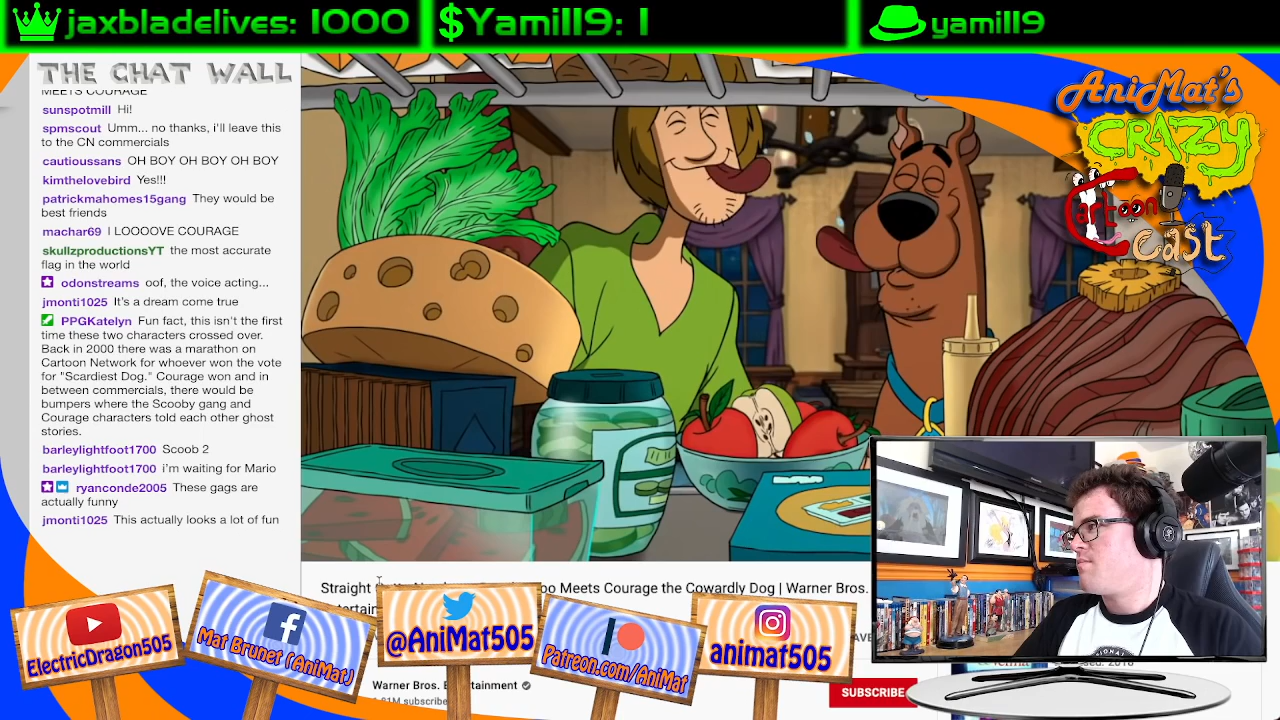 jaxbladelives: 1000
$Yamill9: 1
yamill9
THE CHAT WALL
MEETS COURAGE
sunspotmill Hi!
spmscout Umm... no thanks, i'll leave this
to the CN commercials
cautioussans OH BOY OH BOY OH BOY
kimthelovebird Yes!!!
patrickmahomes15gang They would be
best friends
machar69 I LOOOOVE COURAGE
skullzproductionsYT the most accurate
flag in the world
odonstreams oof, the voice acting...
jmonti1025 It's a dream come true
PPGKatelyn Fun fact, this isn't the first
time these two characters crossed over.
Back in 2000 there was a marathon on
Cartoon Network for whoever won the vote
for "Scardiest Dog." Courage won and in
between commercials, there would be
bumpers where the Scooby gang and
Courage characters told each other ghost
stories.
barleylightfoot1700 Scoob 2
barleylightfoot1700 i'm waiting for Mario
rynconde2005 These gags are
actually funny
jmonti1025 This actually looks a lot of fun
AniMat's
CRAZY
Cartoon
Cast
Straight
Meets Courage the Cowardly Dog | Warner Bros.
Warner Bros.
SUBSCRIBE
ElectricDragon505
Mat Brunet (AniMat)
@AniMat505
Patreon.com/AniMat
animat505